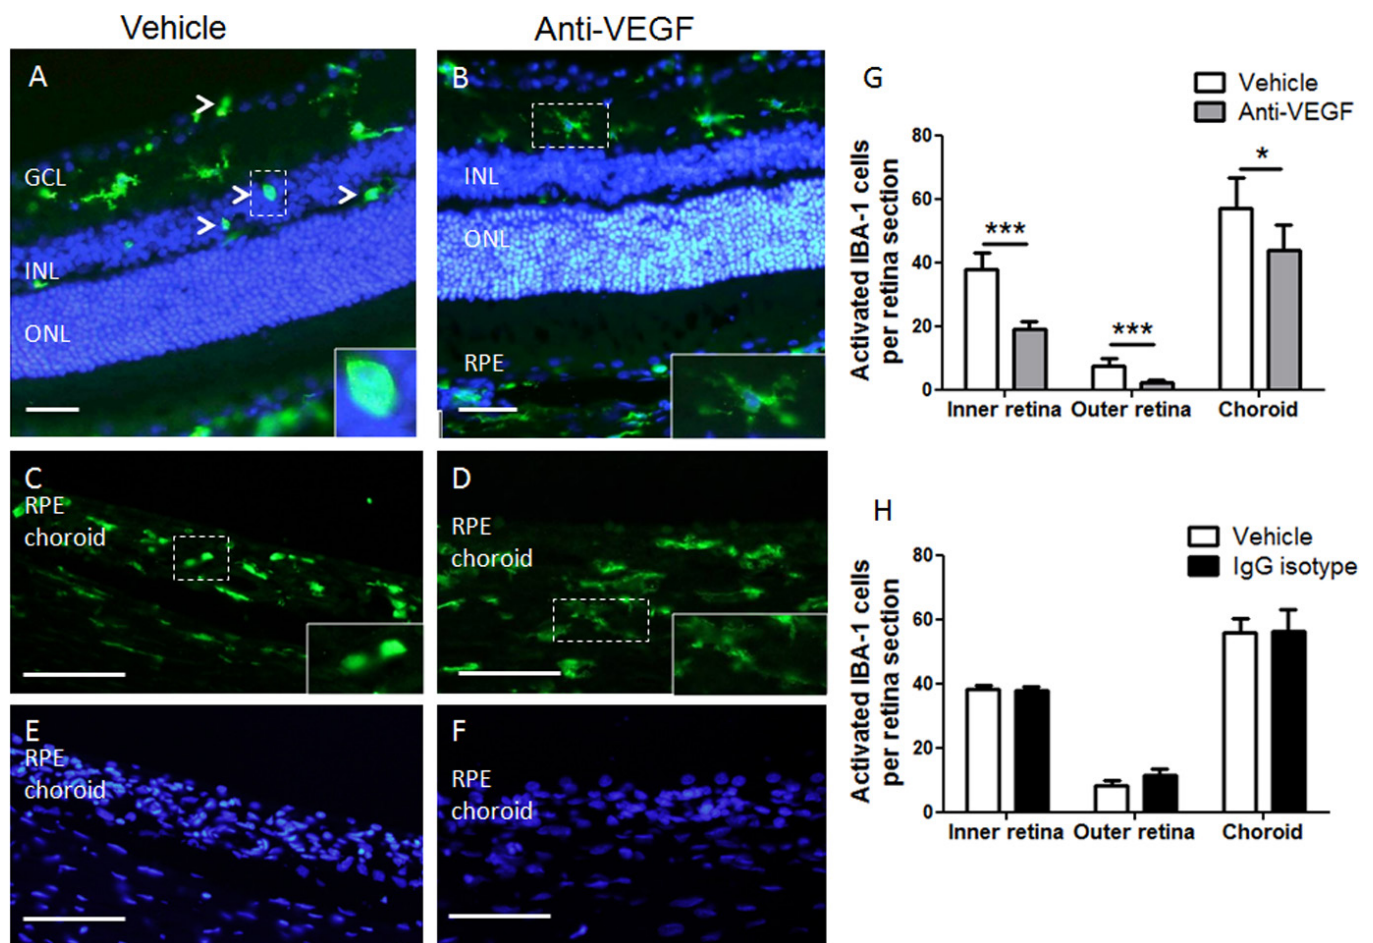 Vehicle
Anti-VEGF
A
GCL
INL
ONL
B
INL
ONL
RPE
C
RPE
choroid
D
RPE
choroid
E
RPE
choroid
F
RPE
choroid
G
Vehicle
Anti-VEGF
Activated IBA-1 cells
per retina section
80
60
40
20
0
***
***
*
Inner retina
Outer retina
Choroid
H
Vehicle
IgG isotype
Activated IBA-1 cells
per retina section
80
60
40
20
0
Inner retina
Outer retina
Choroid